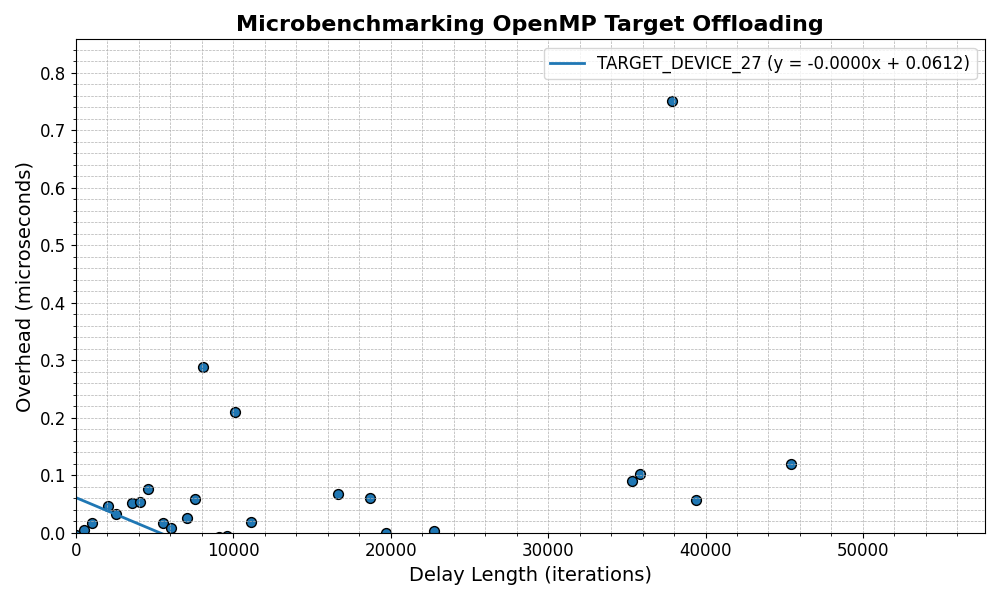 Microbenchmarking OpenMP Target Offloading
TARGET_DEVICE_27 (y = -0.0000x + 0.0612)
Overhead (microseconds)
0.8
0.7
0.6
0.5
0.4
0.3
0.2
0.1
0.0
0 10000 20000 30000 40000 50000
Delay Length (iterations)